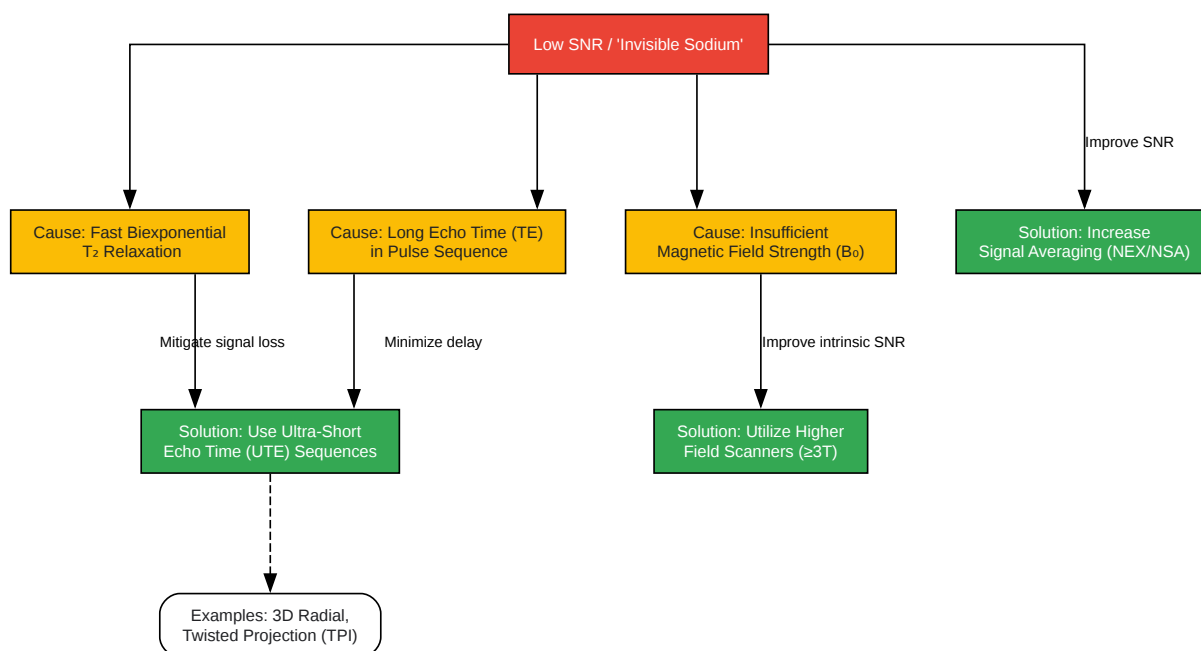 Low SNR / 'Invisible Sodium'
Improve SNR
Cause: Fast Biexponential
T₂ Relaxation
Cause: Long Echo Time (TE)
in Pulse Sequence
Cause: Insufficient
Magnetic Field Strength (B₀)
Solution: Increase
Signal Averaging (NEX/NSA)
Mitigate signal loss
Minimize delay
Improve intrinsic SNR
Solution: Use Ultra-Short
Echo Time (UTE) Sequences
Solution: Utilize Higher
Field Scanners (≥3T)
Examples: 3D Radial,
Twisted Projection (TPI)